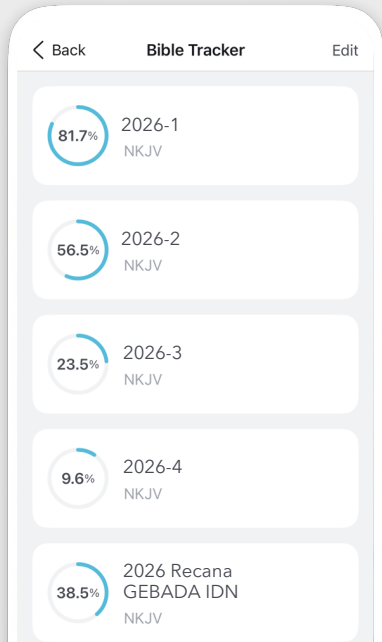 Back
Bible Tracker
Edit
81.7%
2026-1
NKJV
56.5%
2026-2
NKJV
23.5%
2026-3
NKJV
9.6%
2026-4
NKJV
38.5%
2026 Recana
GEBADA IDN
NKJV